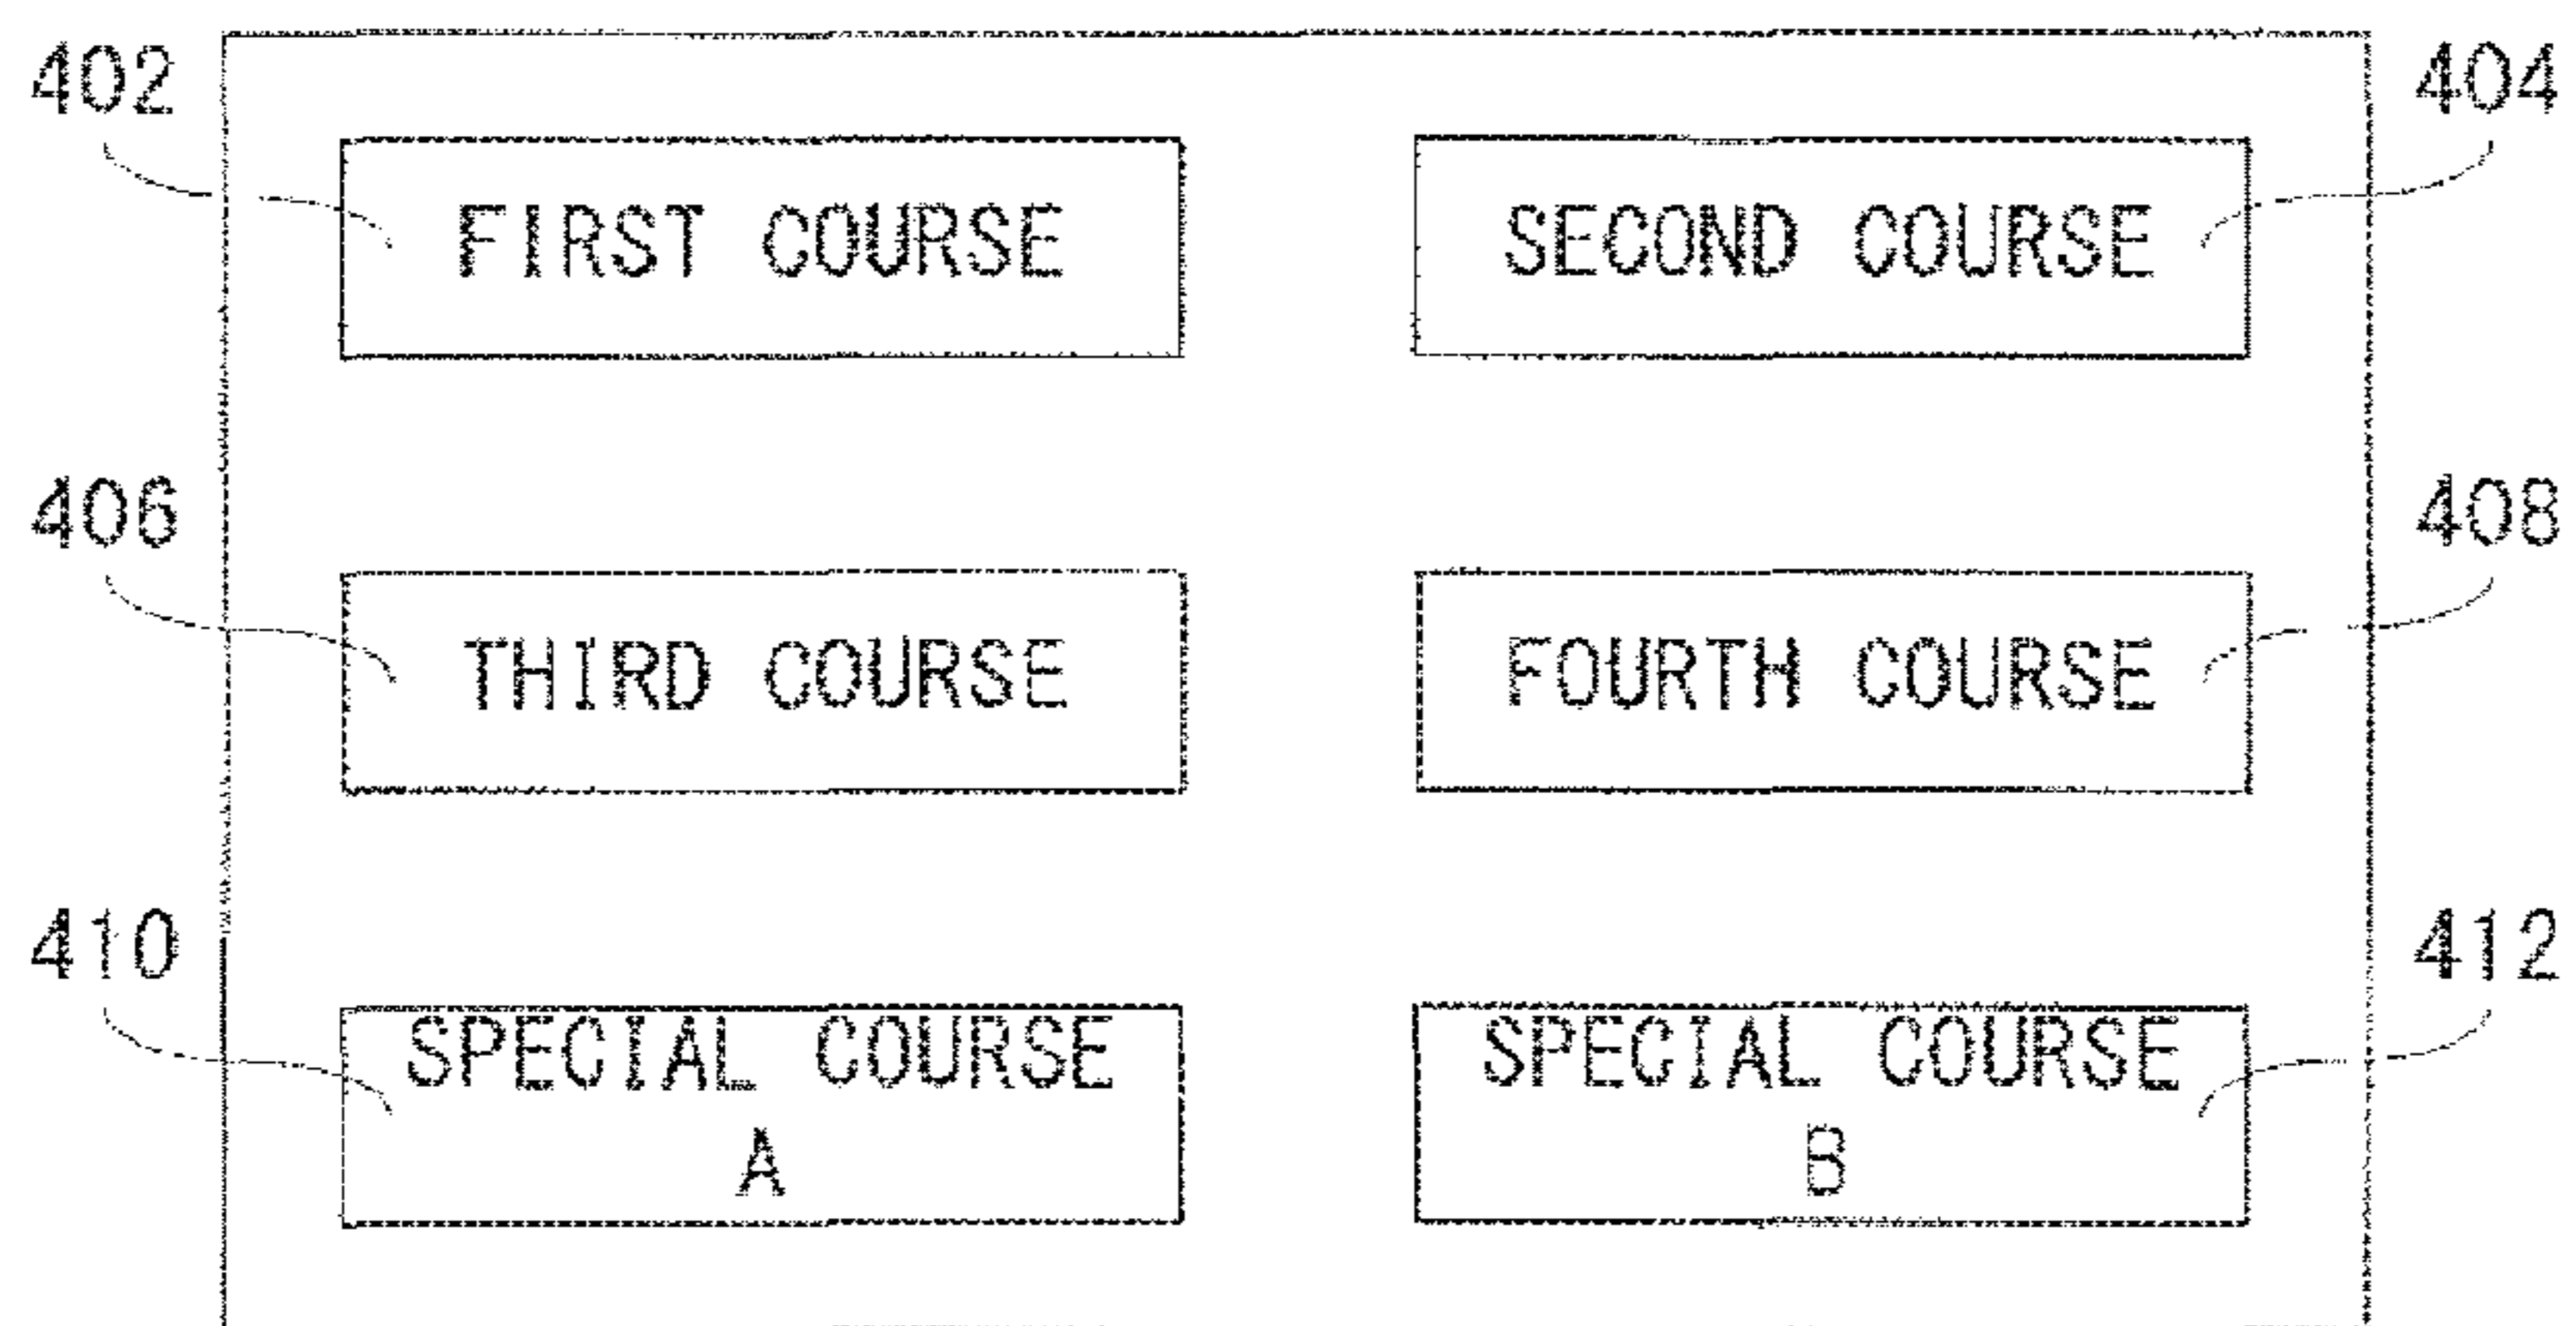 402
404
FIRST COURSE
SECOND COURSE
406
408
THIRD COURSE
FOURTH COURSE
410
412
SPECIAL COURSE
A
SPECIAL COURSE
B